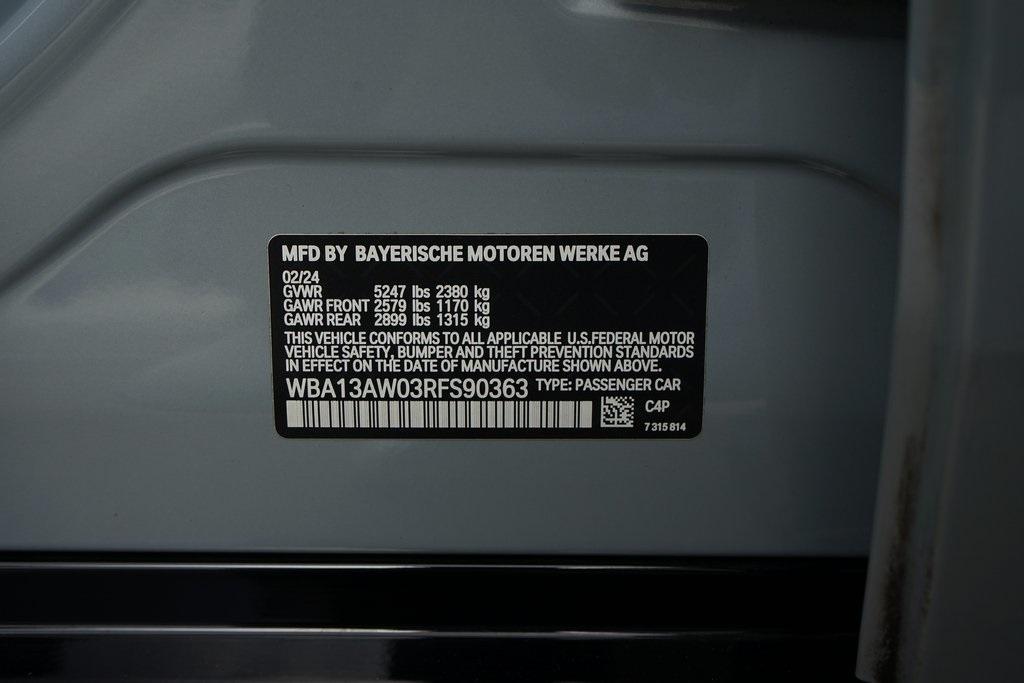 MFD BY BAYERISCHE MOTOREN WERKE AG
02/24
GVWR 5247 lbs 2380 kg
GAWR FRONT 2579 lbs 1170 kg
GAWR REAR 2899 lbs 1315 kg
THIS VEHICLE CONFORMS TO ALL APPLICABLE U.S.FEDERAL MOTOR
VEHICLE SAFETY, BUMPER AND THEFT PREVENTION STANDARDS
IN EFFECT ON THE DATE OF MANUFACTURE SHOWN ABOVE.
WBA13AW03RFS90363 TYPE: PASSENGER CAR
C4P
7 315 814